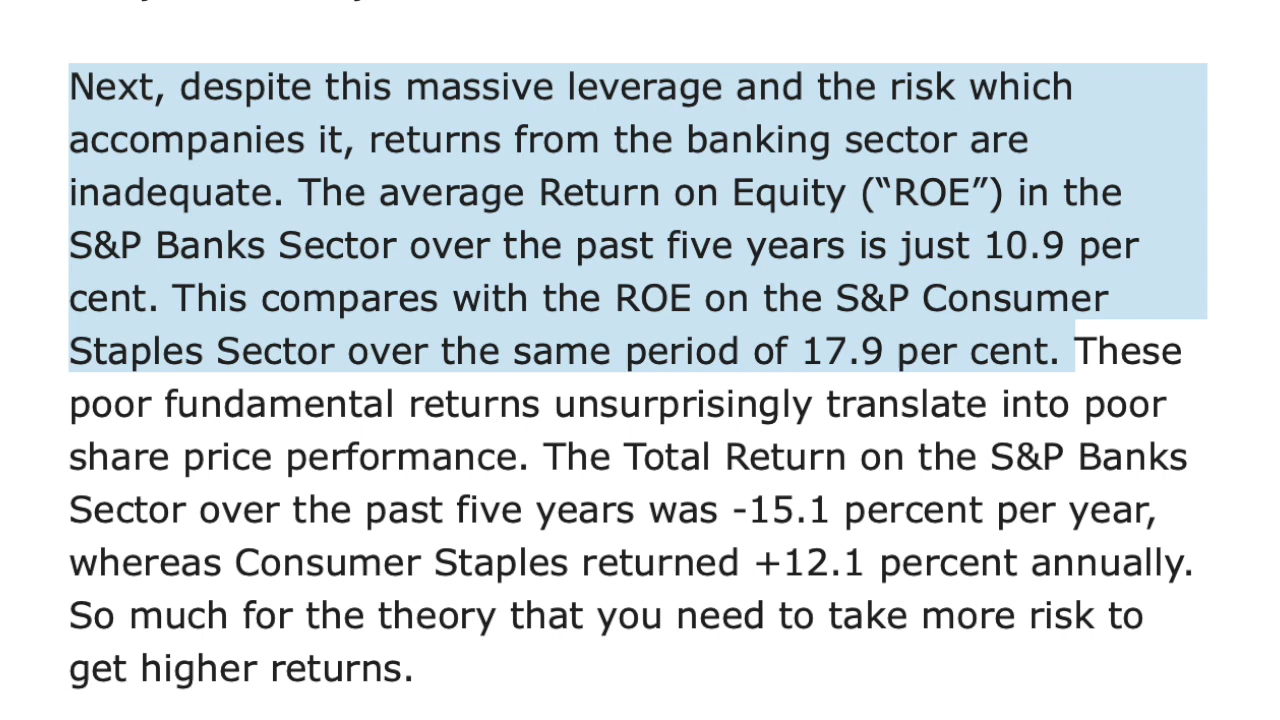 Next, despite this massive leverage and the risk which
accompanies it, returns from the banking sector are
inadequate. The average Return on Equity (“ROE”) in the
S&P Banks Sector over the past five years is just 10.9 per
cent. This compares with the ROE on the S&P Consumer
Staples Sector over the same period of 17.9 per cent. These
poor fundamental returns unsurprisingly translate into poor
share price performance. The Total Return on the S&P Banks
Sector over the past five years was -15.1 percent per year,
whereas Consumer Staples returned +12.1 percent annually.
So much for the theory that you need to take more risk to
get higher returns.